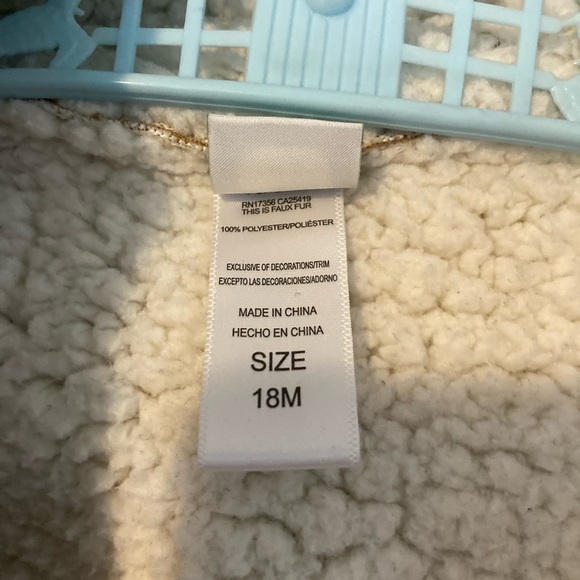 RN17356 CA25419
THIS IS FAUX FUR
100% POLYESTER/POLIÉSTER
EXCLUSIVE OF DECORATIONS/TRIM
EXCEPTO LAS DECORACIONES/ADORNO
MADE IN CHINA
HECHO EN CHINA
SIZE
18M